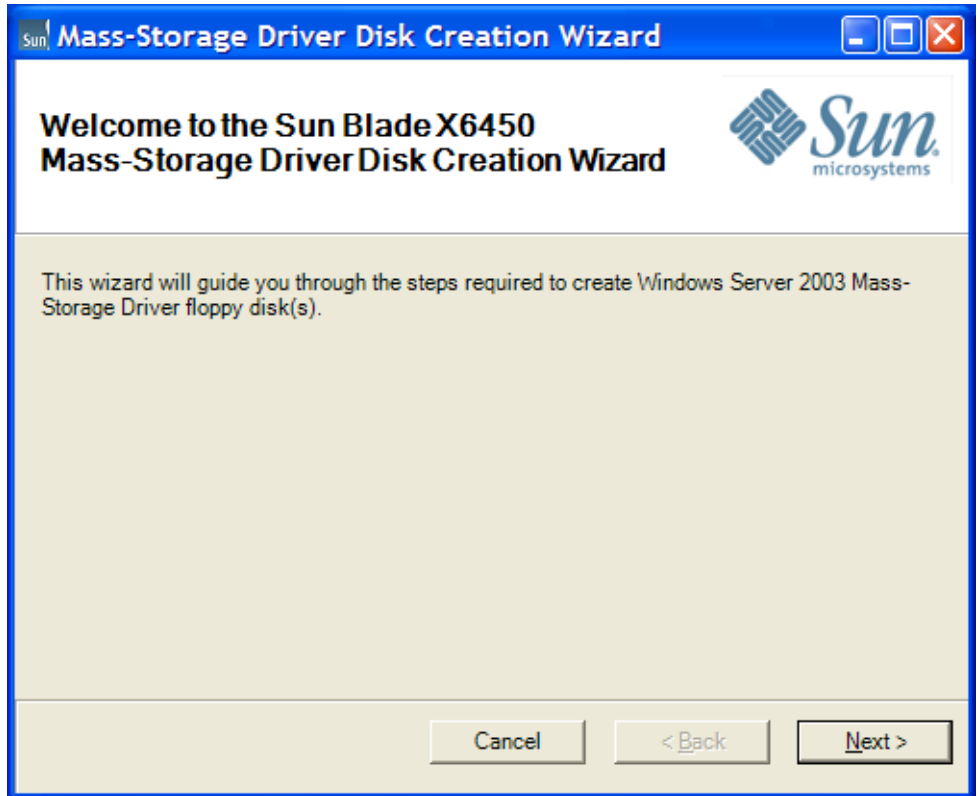 Sun Mass-Storage Driver Disk Creation Wizard
Welcome to the Sun Blade X6450
Mass-Storage Driver Disk Creation Wizard
Sun
microsystems
This wizard will guide you through the steps required to create Windows Server 2003 Mass-
Storage Driver floppy disk(s).
Cancel
< Back
Next >